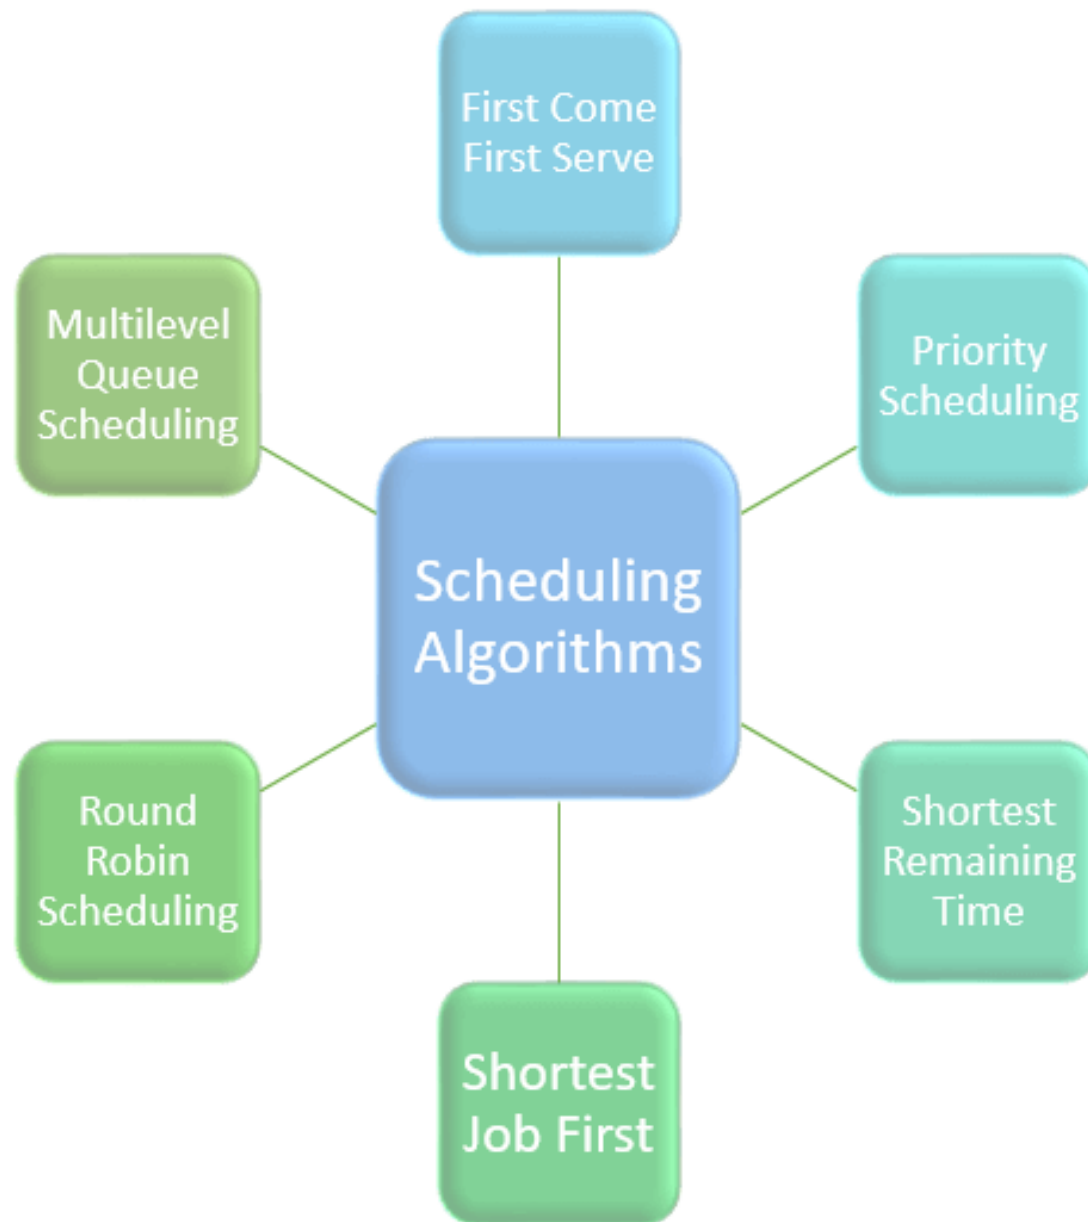 First Come
First Serve
Multilevel
Queue
Scheduling
Priority
Scheduling
Scheduling
Algorithms
Round
Robin
Scheduling
Shortest
Remaining
Time
Shortest
Job First